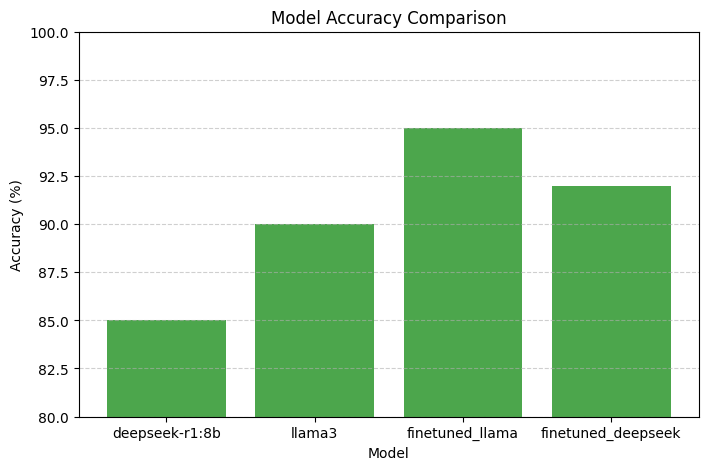 Model Accuracy Comparison
100.0
97.5
95.0
92.5
90.0
87.5
85.0
82.5
80.0
Accuracy (%)
deepseek-r1:8b llama3 finetuned_llama finetuned_deepseek
Model